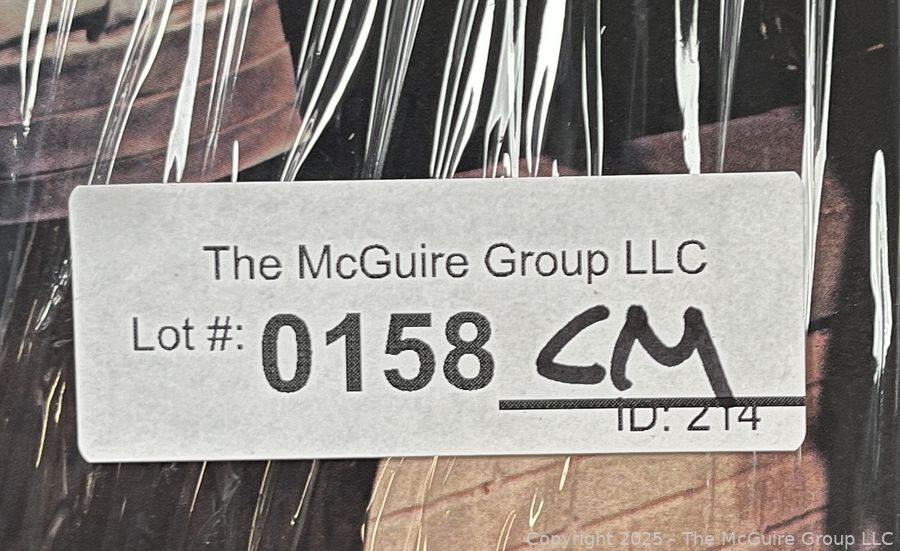 The McGuire Group LLC
Lot #: 0158 CM
ID: 214
Copyright 2025 - The McGuire Group LLC